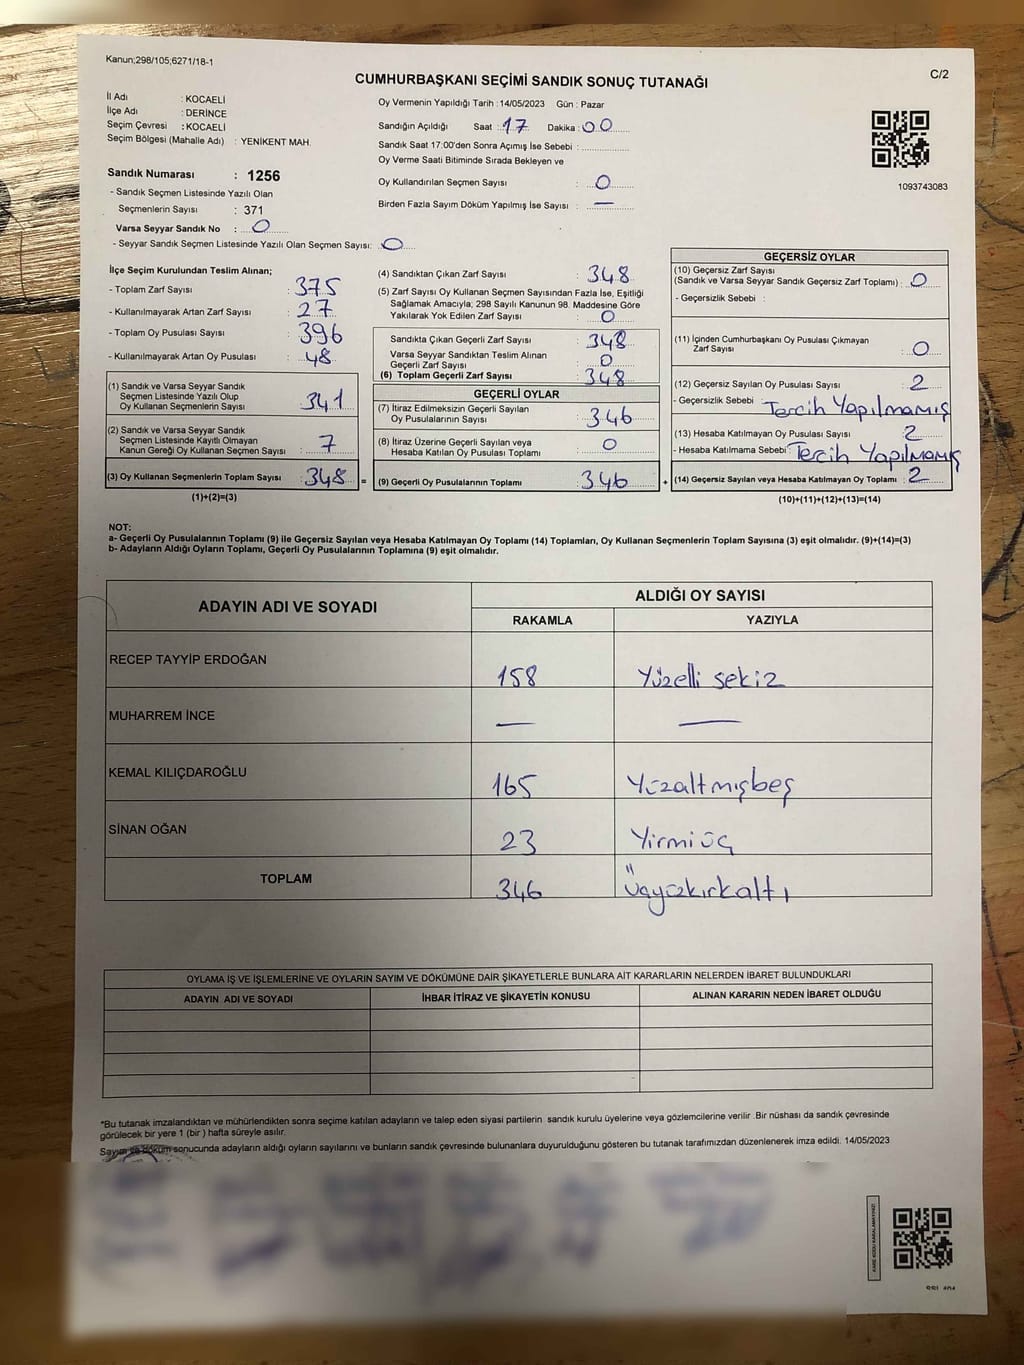 Kanun;298/105;6271/18-1
CUMHURBAŞKANI SEÇİMİ SANDIK SONUÇ TUTANAĞI
C/2
İl Adı : KOCAELİ
İlçe Adı : DERİNCE
Seçim Çevresi : KOCAELİ
Seçim Bölgesi (Mahalle Adı) : YENİKENT MAH.
Sandık Numarası : 1256
- Sandık Seçmen Listesinde Yazılı Olan
Seçmenlerin Sayısı : 371
Varsa Seyyar Sandık No : 0
- Seyyar Sandık Seçmen Listesinde Yazılı Olan Seçmen Sayısı: 0
Oy Vermenin Yapıldığı Tarih :14/05/2023 Gün : Pazar
Sandığın Açıldığı Saat : 17 Dakika : 00
Sandık Saat 17:00'den Sonra Açımış İse Sebebi :
Oy Verme Saati Bitiminde Sırada Bekleyen ve
Oy Kullandırılan Seçmen Sayısı : 0
Birden Fazla Sayım Döküm Yapılmış İse Sayısı : —
1093743083
İlçe Seçim Kurulundan Teslim Alınan;
- Toplam Zarf Sayısı : 375
- Kullanılmayarak Artan Zarf Sayısı : 27
- Toplam Oy Pusulası Sayısı : 396
- Kullanılmayarak Artan Oy Pusulası : 48
(1) Sandık ve Varsa Seyyar Sandık
Seçmen Listesinde Yazılı Olup
Oy Kullanan Seçmenlerin Sayısı : 341
(2) Sandık ve Varsa Seyyar Sandık
Seçmen Listesinde Kayıtlı Olmayan
Kanun Gereği Oy Kullanan Seçmen Sayısı : 7
(3) Oy Kullanan Seçmenlerin Toplam Sayısı : 348 =
(1)+(2)=(3)
(4) Sandıktan Çıkan Zarf Sayısı : 348
(5) Zarf Sayısı Oy Kullanan Seçmen Sayısından Fazla İse, Eşitliği
Sağlamak Amacıyla; 298 Sayılı Kanunun 98. Maddesine Göre
Yakılarak Yok Edilen Zarf Sayısı : 0
Sandıkta Çıkan Geçerli Zarf Sayısı : 348
Varsa Seyyar Sandıktan Teslim Alınan
Geçerli Zarf Sayısı : 0
(6) Toplam Geçerli Zarf Sayısı : 348
GEÇERLİ OYLAR
(7) İtiraz Edilmeksizin Geçerli Sayılan
Oy Pusulalarının Sayısı : 346
(8) İtiraz Üzerine Geçerli Sayılan veya
Hesaba Katılan Oy Pusulası Toplamı : 0
(9) Geçerli Oy Pusulalarının Toplamı : 346 +
GEÇERSİZ OYLAR
(10) Geçersiz Zarf Sayısı
(Sandık ve Varsa Seyyar Sandık Geçersiz Zarf Toplamı) : 0
- Geçersizlik Sebebi :
(11) İçinden Cumhurbaşkanı Oy Pusulası Çıkmayan
Zarf Sayısı : 0
(12) Geçersiz Sayılan Oy Pusulası Sayısı : 2
- Geçersizlik Sebebi : Tercih Yapılmamış
(13) Hesaba Katılmayan Oy Pusulası Sayısı : 2
- Hesaba Katılmama Sebebi : Tercih Yapılmamış
(14) Geçersiz Sayılan veya Hesaba Katılmayan Oy Toplamı : 2
(10)+(11)+(12)+(13)=(14)
NOT:
a- Geçerli Oy Pusulalarının Toplamı (9) ile Geçersiz Sayılan veya Hesaba Katılmayan Oy Toplamı (14) Toplamları, Oy Kullanan Seçmenlerin Toplam Sayısına (3) eşit olmalıdır. (9)+(14)=(3)
b- Adayların Aldığı Oyların Toplamı, Geçerli Oy Pusulalarının Toplamına (9) eşit olmalıdır.
ADAYIN ADI VE SOYADI
ALDIĞI OY SAYISI
RAKAMLA YAZIYLA
RECEP TAYYİP ERDOĞAN 158 Yüzelli sekiz
MUHARREM İNCE — —
KEMAL KILIÇDAROĞLU 165 Yüzaltmışbeş
SİNAN OĞAN 23 Yirmiüç
TOPLAM 346 Üçyüzkırkaltı
OYLAMA İŞ VE İŞLEMLERİNE VE OYLARIN SAYIM VE DÖKÜMÜNE DAİR ŞİKAYETLERLE BUNLARA AİT KARARLARIN NELERDEN İBARET BULUNDUKLARI
ADAYIN ADI VE SOYADI İHBAR İTİRAZ VE ŞİKAYETİN KONUSU ALINAN KARARIN NEDEN İBARET OLDUĞU
*Bu tutanak imzalandıktan ve mühürlendikten sonra seçime katılan adayların ve talep eden siyasi partilerin sandık kurulu üyelerine veya gözlemcilerine verilir .Bir nüshası da sandık çevresinde
görülecek bir yere 1 (bir ) hafta süreyle asılır.
Sayım ve döküm sonucunda adayların aldığı oyların sayılarını ve bunların sandık çevresinde bulunanlara duyurulduğunu gösteren bu tutanak tarafımızdan düzenlenerek imza edildi. 14/05/2023
KARE KODU KARALAMAYINIZ!